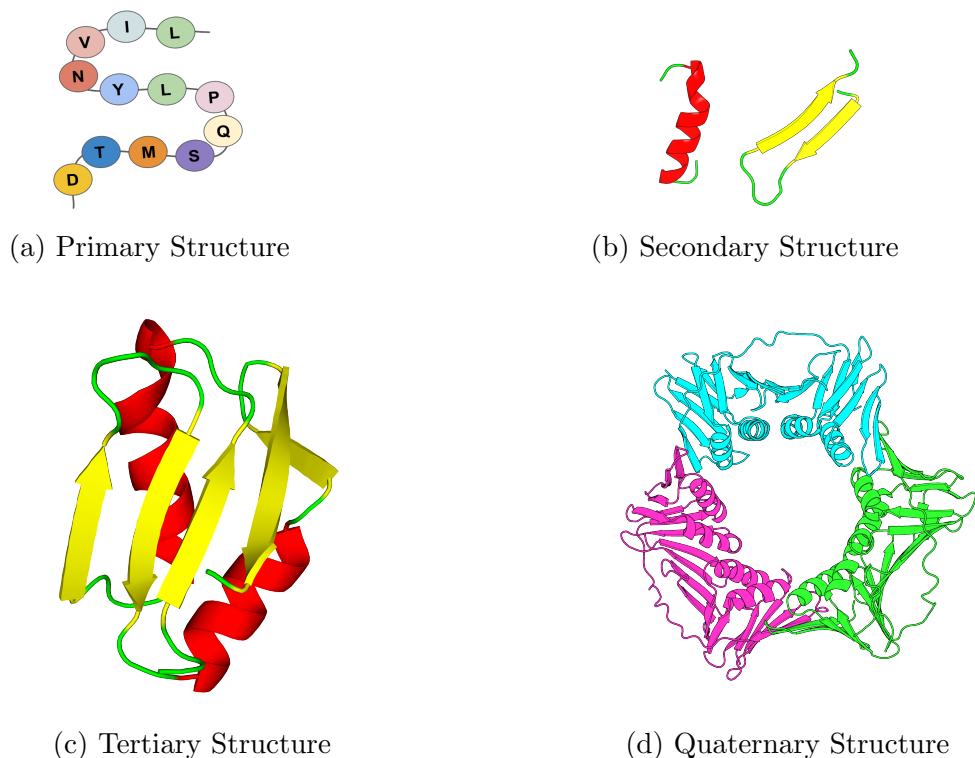 V I L
N Y L P
Q
T M S
D
(a) Primary Structure
(b) Secondary Structure
(c) Tertiary Structure
(d) Quaternary Structure